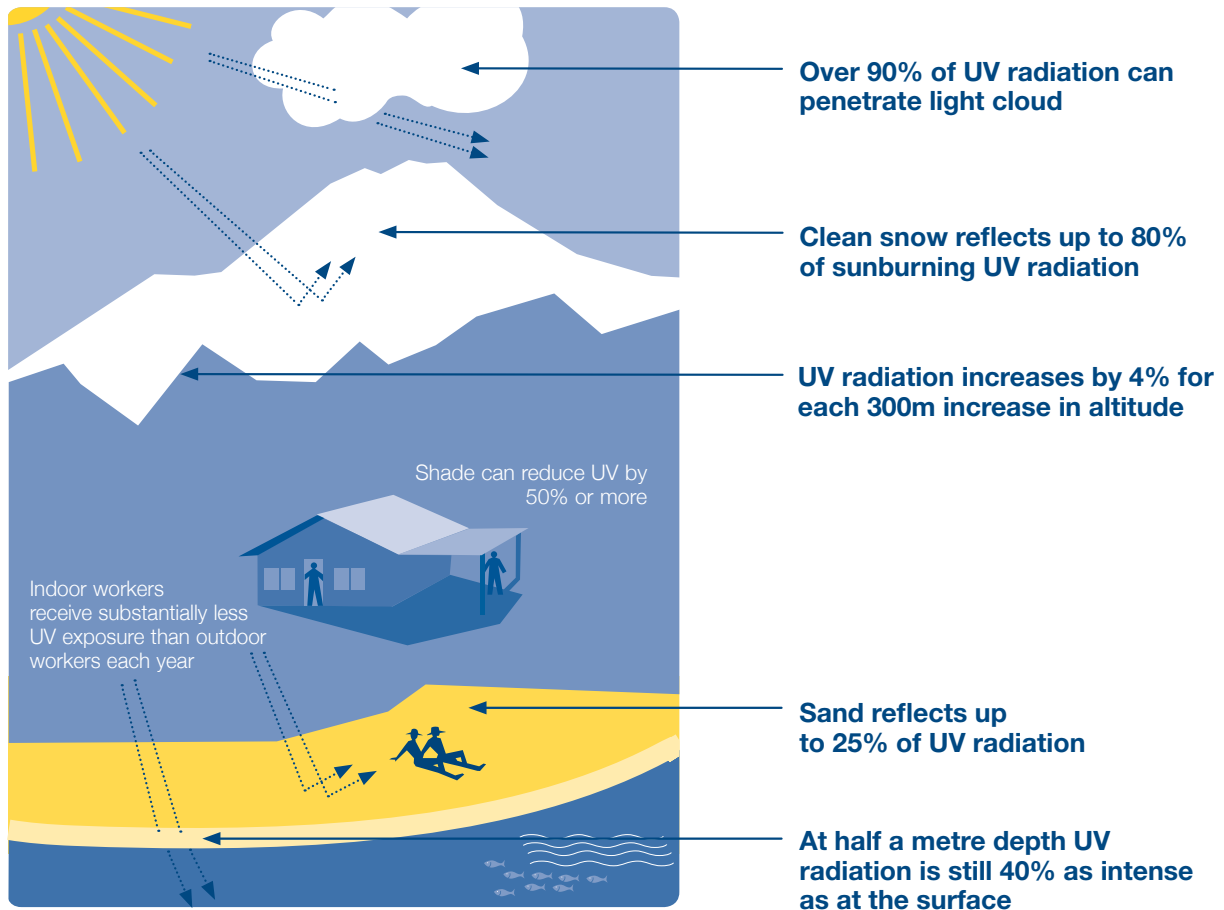 Over 90% of UV radiation can
penetrate light cloud
Clean snow reflects up to 80%
of sunburning UV radiation
UV radiation increases by 4% for
each 300m increase in altitude
Shade can reduce UV by
50% or more
Indoor workers
receive substantially less
UV exposure than outdoor
workers each year
Sand reflects up
to 25% of UV radiation
At half a metre depth UV
radiation is still 40% as intense
as at the surface